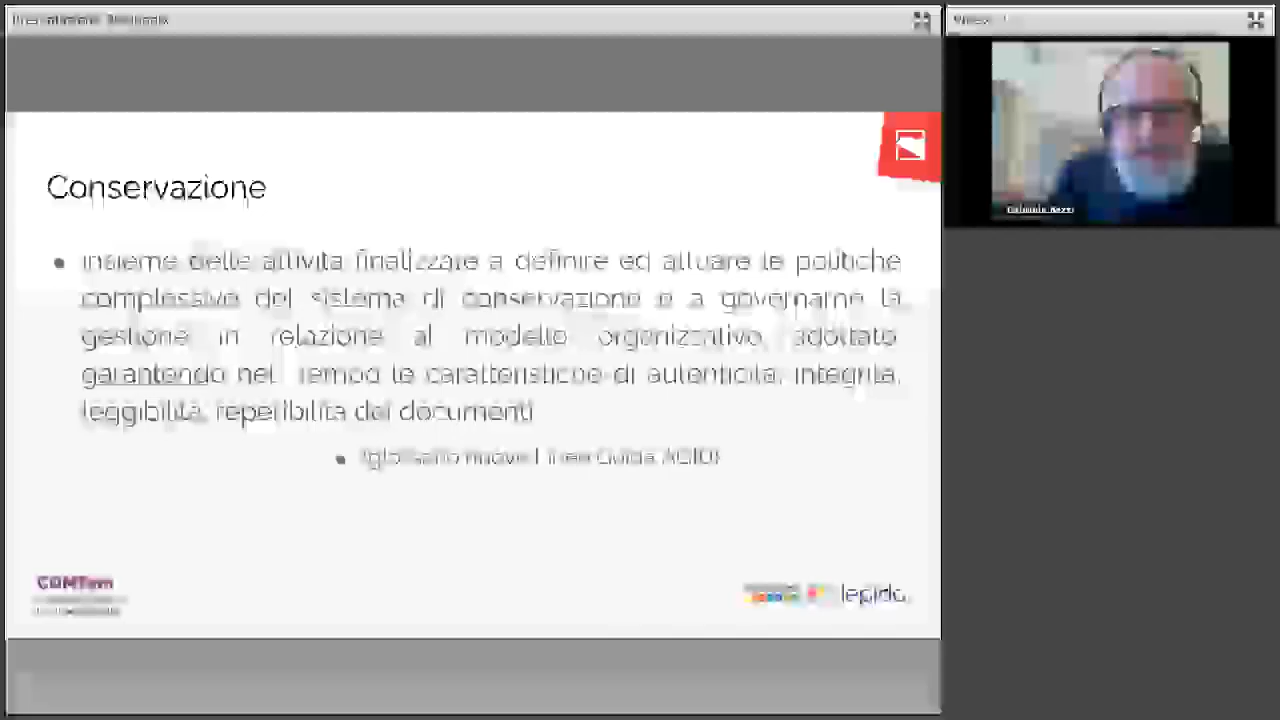 Conservazione
• insieme delle attività finalizzate a definire ed attuare le politiche
complessive del sistema di conservazione e a governarne la
gestione in relazione al modello organizzativo adottato
garantendo nel tempo le caratteristiche di autenticità, integrità,
leggibilità, reperibilità dei documenti
• (glossario nuove Linee Guida AGID)
lepida